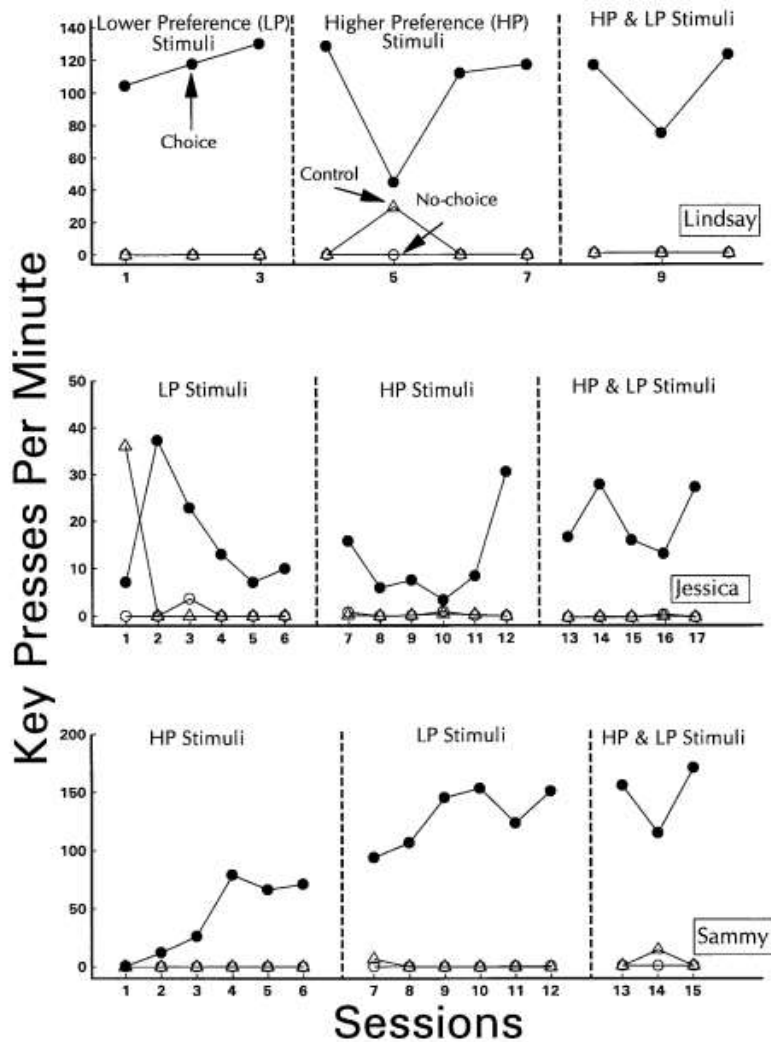 Key Presses Per Minute
Lower Preference (LP)
Stimuli
Higher Preference (HP)
Stimuli
HP & LP Stimuli
140
120
100
80
60
40
20
0
Choice
Control
No-choice
Lindsay
1 3 5 7 9
LP Stimuli
HP Stimuli
HP & LP Stimuli
50
40
30
20
10
0
Jessica
1 2 3 4 5 6 7 8 9 10 11 12 13 14 15 16 17
HP Stimuli
LP Stimuli
HP & LP Stimuli
200
150
100
50
0
Sammy
1 2 3 4 5 6 7 8 9 10 11 12 13 14 15
Sessions